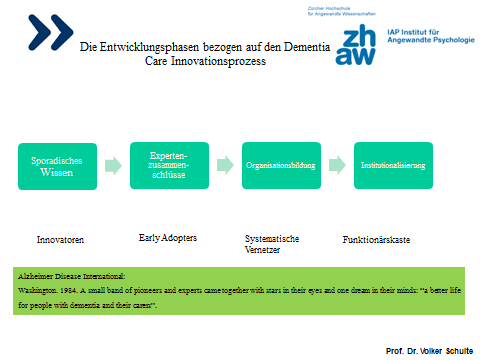 Zürcher Hochschule
für Angewandte Wissenschaften
zh
aw
IAP Institut für
Angewandte Psychologie
Die Entwicklungsphasen bezogen auf den Dementia
Care Innovationsprozess
Sporadisches
Wissen
Experten-
zusammen-
schlüsse
Organisationsbildung
Institutionalisierung
Innovatoren
Early Adopters
Systematische
Vernetzer
Funktionärskaste
Alzheimer Disease International:
Washington. 1984. A small band of pioneers and experts came together with stars in their eyes and one dream in their minds: "a better life
for people with dementia and their carers".
Prof. Dr. Volker Schulte